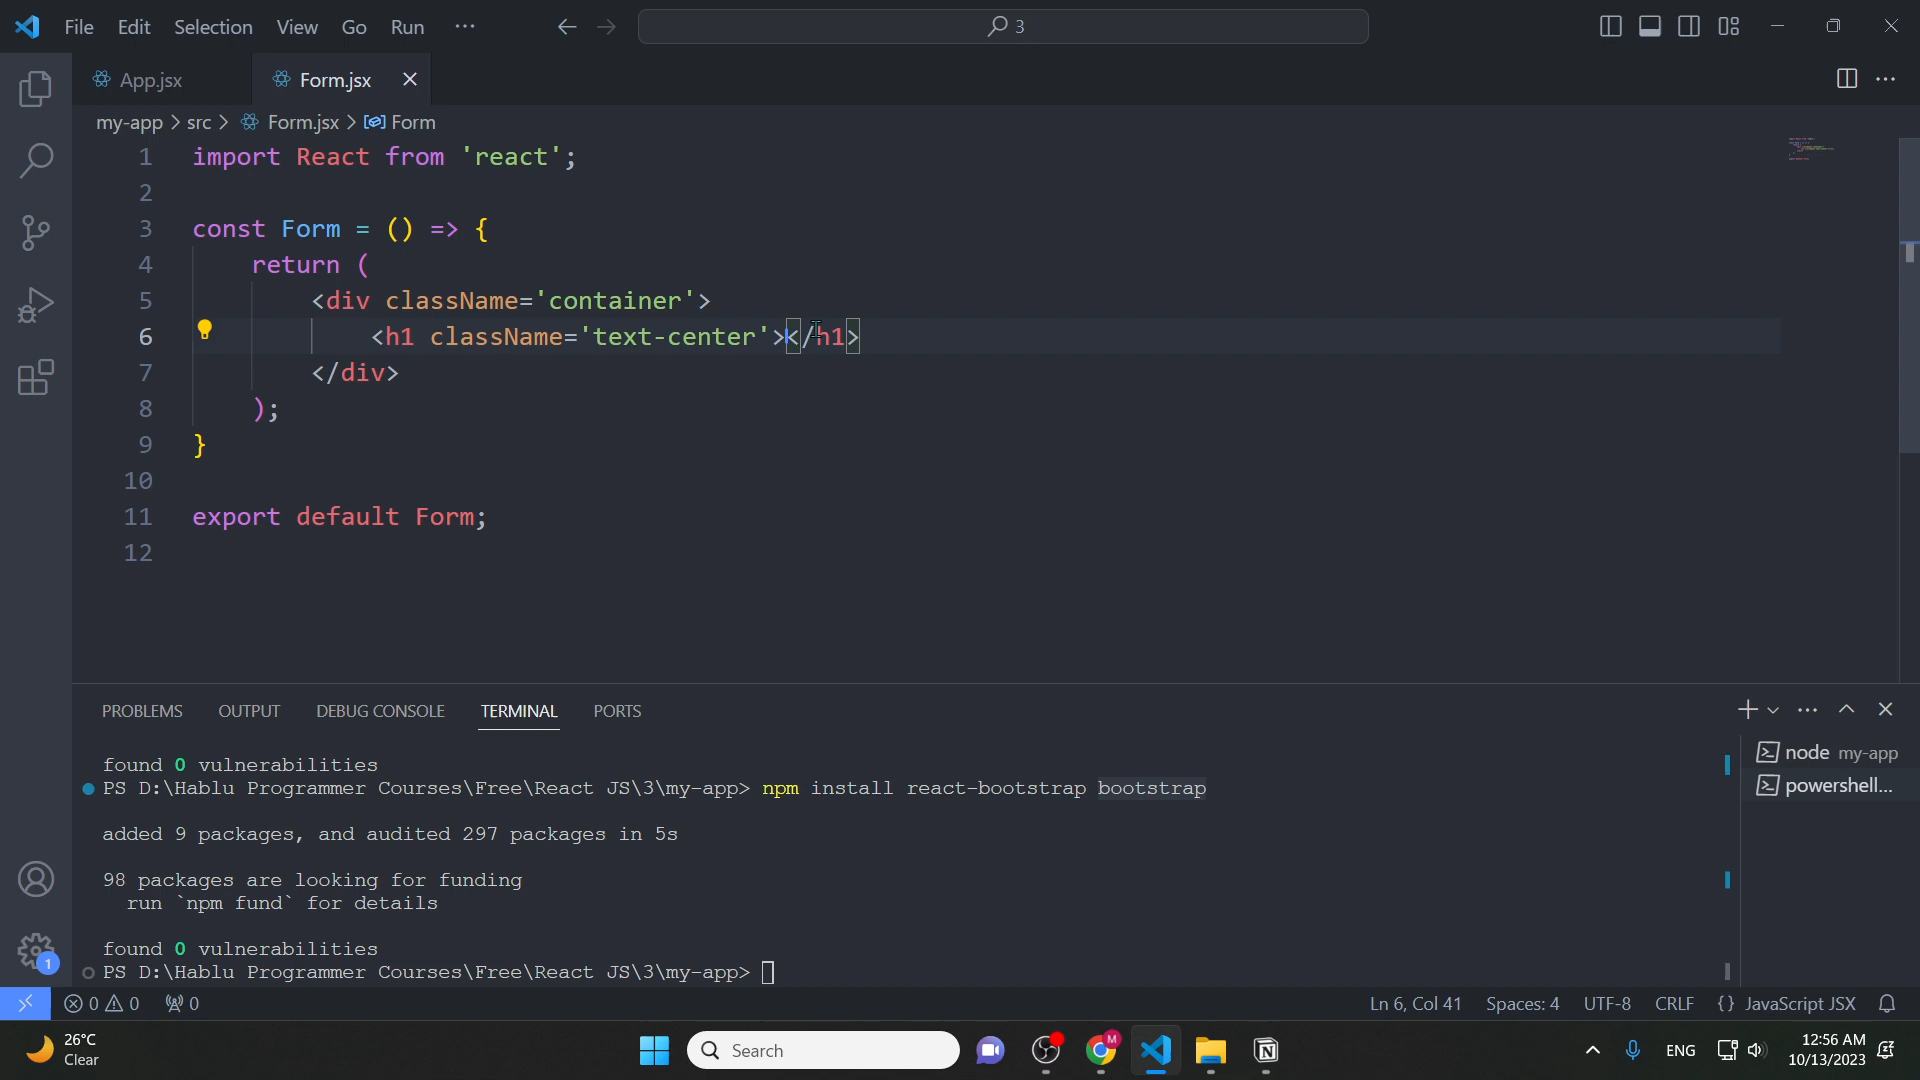 File Edit Selection View Go Run ··· 3
App.jsx Form.jsx
my-app > src > Form.jsx > Form
1 import React from 'react';
2
3 const Form = () => {
4 return (
5 <div className='container'>
6 <h1 className='text-center'></h1>
7 </div>
8 );
9 }
10
11 export default Form;
12
PROBLEMS OUTPUT DEBUG CONSOLE TERMINAL PORTS
found 0 vulnerabilities
PS D:\Hablu Programmer Courses\Free\React JS\3\my-app> npm install react-bootstrap bootstrap
added 9 packages, and audited 297 packages in 5s
98 packages are looking for funding
run `npm fund` for details
found 0 vulnerabilities
PS D:\Hablu Programmer Courses\Free\React JS\3\my-app>
node my-app
powershell...
1
0 0 0 Ln 6, Col 41 Spaces: 4 UTF-8 CRLF {} JavaScript JSX
26°C
Clear
Search
M
ENG
12:56 AM
10/13/2023